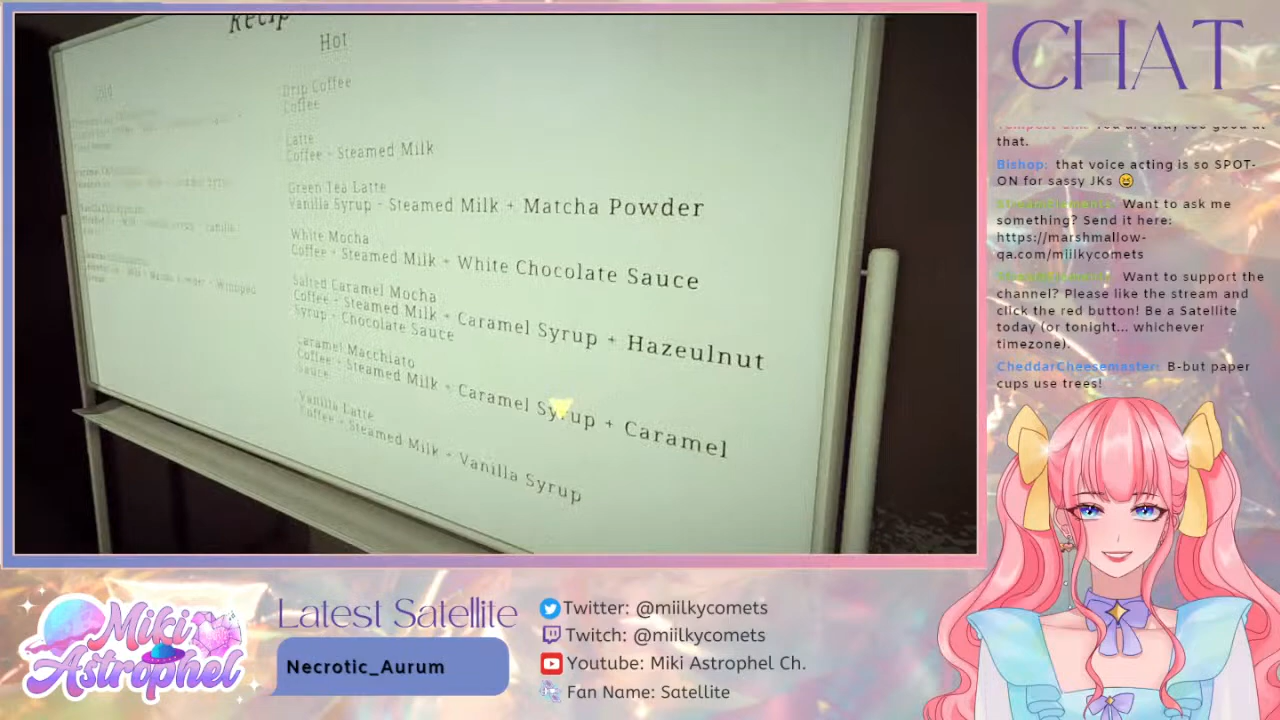 Recip
Hot
Drip Coffee
Coffee
Latte
Coffee - Steamed Milk
Green Tea Latte
Vanilla Syrup - Steamed Milk + Matcha Powder
White Mocha
Coffee - Steamed Milk + White Chocolate Sauce
Salted Caramel Mocha
Coffee - Steamed Milk + Caramel Syrup + Hazeulnut
Syrup - Chocolate Sauce
Caramel Macchiato
Coffee - Steamed Milk + Caramel Syrup + Caramel
Sauce
Vanilla Latte
Coffee + Steamed Milk + Vanilla Syrup
CHAT
You are way too good at
that.
Bishop: that voice acting is so SPOT-
ON for sassy JKs 😆
Want to ask me
something? Send it here:
https://marshmallow-
qa.com/miilkycomets
Want to support the
channel? Please like the stream and
click the red button! Be a Satellite
today (or tonight... whichever
timezone).
CheddarCheesemaster: B-but paper
cups use trees!
Miki
Astrophel
Latest Satellite
Necrotic_Aurum
Twitter: @miilkycomets
Twitch: @miilkycomets
Youtube: Miki Astrophel Ch.
Fan Name: Satellite